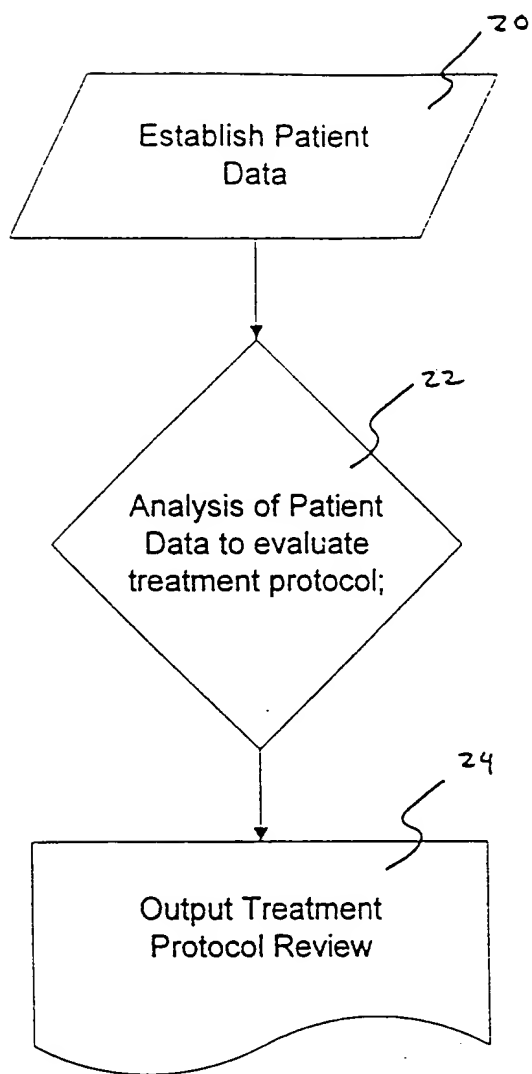 20
Establish Patient
Data
22
Analysis of Patient
Data to evaluate
treatment protocol;
24
Output Treatment
Protocol Review